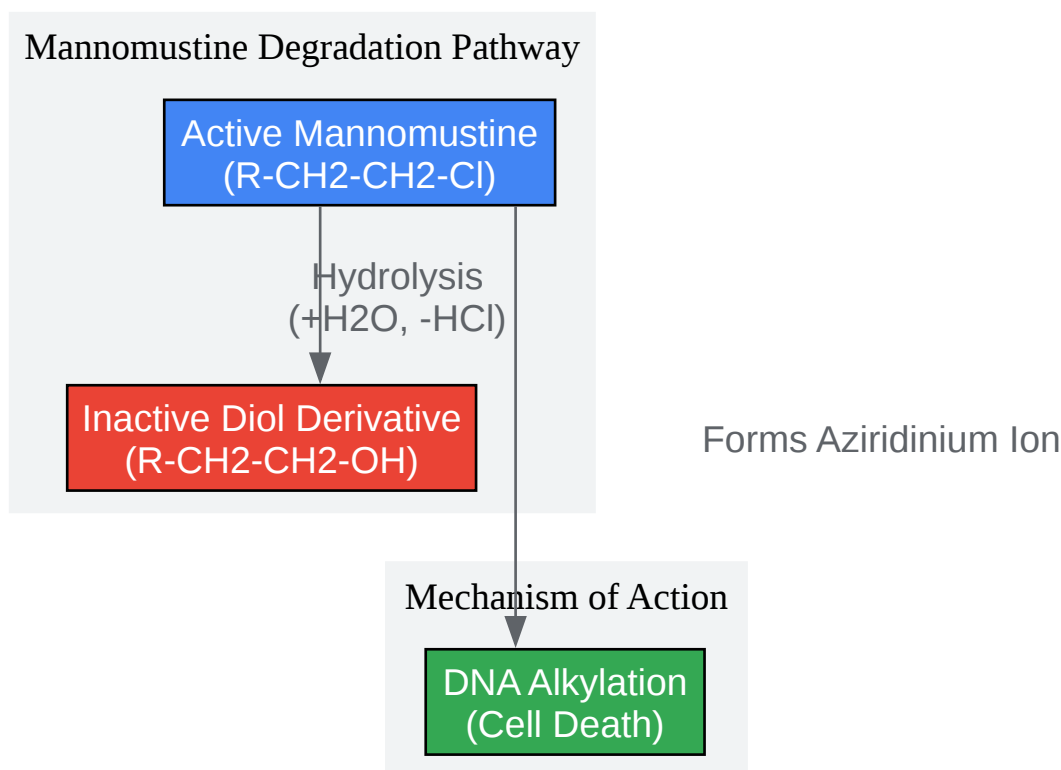 Mannomustine Degradation Pathway
Active Mannomustine
(R-CH2-CH2-Cl)
Hydrolysis
(+H2O, -HCl)
Inactive Diol Derivative
(R-CH2-CH2-OH)
Forms Aziridinium Ion
Mechanism of Action
DNA Alkylation
(Cell Death)